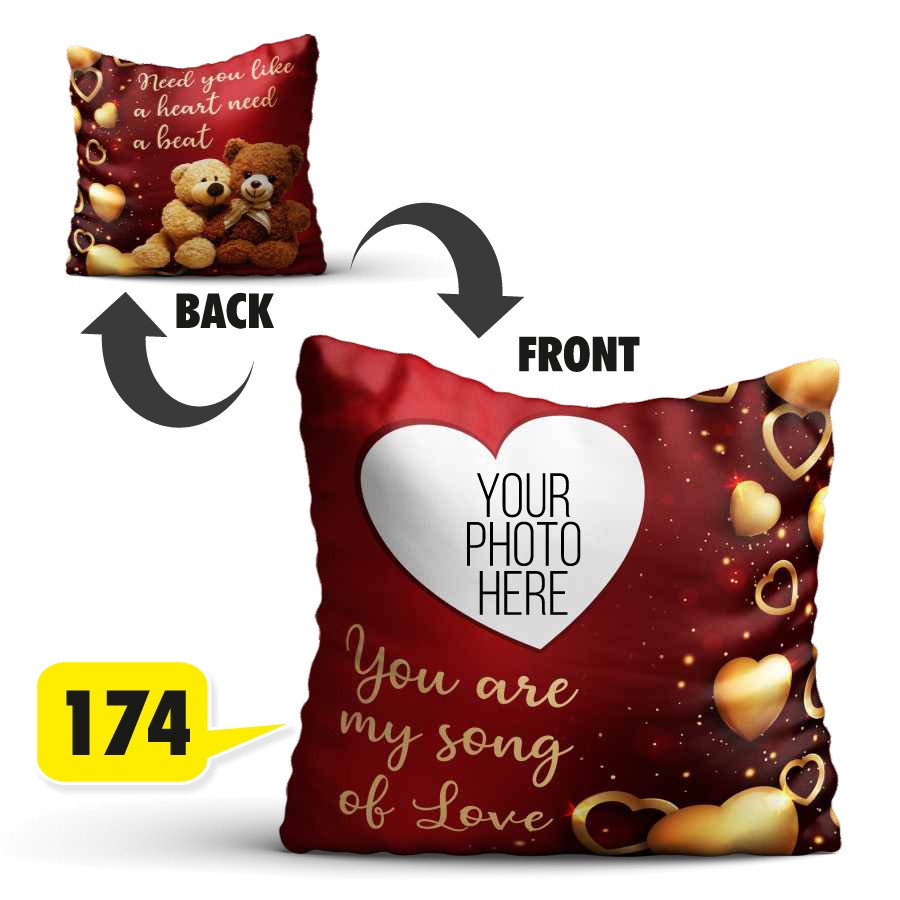 Need you like
a heart need
a beat
BACK
FRONT
YOUR
PHOTO
HERE
You are
my song
of Love
174